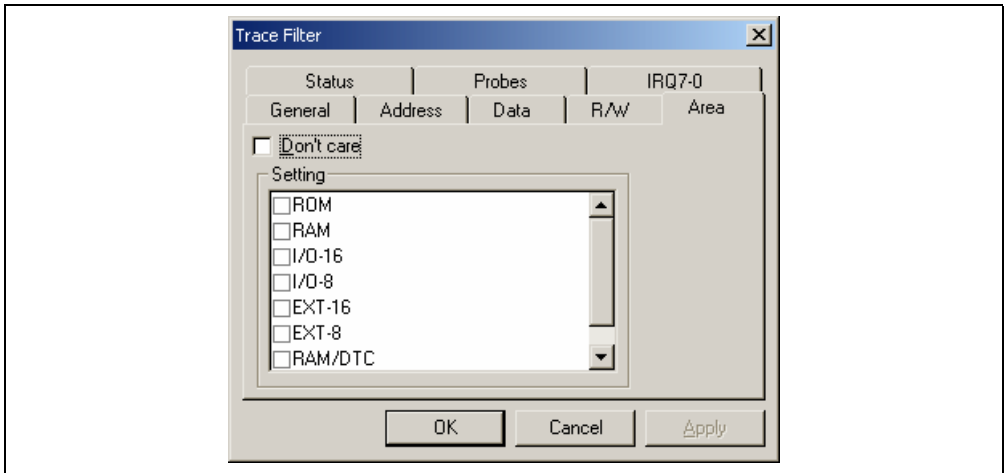 Trace Filter
Status Probes IRQ7-0
General Address Data R/W Area
Don't care
Setting
ROM
RAM
I/O-16
I/O-8
EXT-16
EXT-8
RAM/DTC
OK Cancel Apply